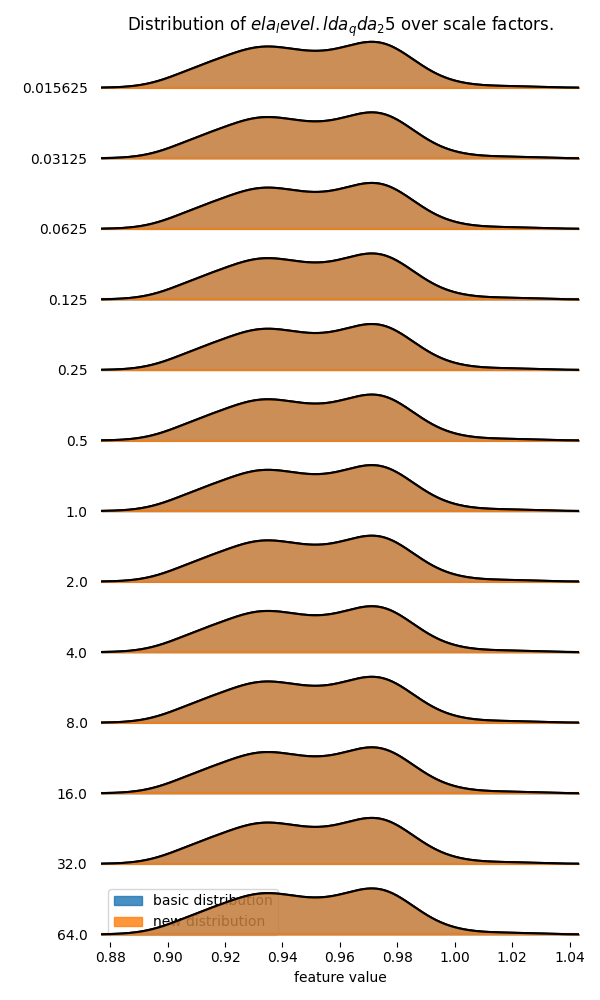 Distribution of elaₗevel.lda_qda₂5 over scale factors.
0.015625
0.03125
0.0625
0.125
0.25
0.5
1.0
2.0
4.0
8.0
16.0
32.0
basic distribution
new distribution
64.0
0.88 0.90 0.92 0.94 0.96 0.98 1.00 1.02 1.04
feature value